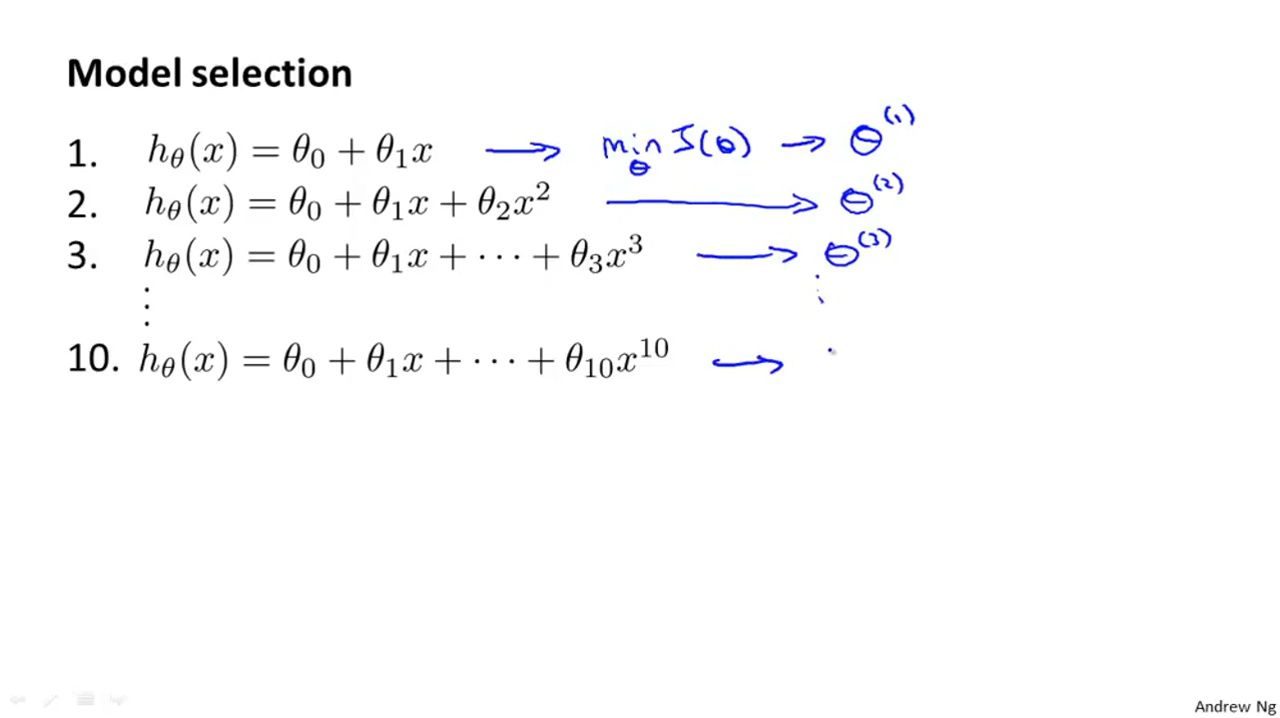 Model selection
1. hθ(x) = θ0 + θ1x → min θ J(θ) → Θ(1)
2. hθ(x) = θ0 + θ1x + θ2x² → Θ(2)
3. hθ(x) = θ0 + θ1x + ⋯ + θ3x³ → Θ(3)
⋮ ⋮
10. hθ(x) = θ0 + θ1x + ⋯ + θ10x¹⁰ →
Andrew Ng